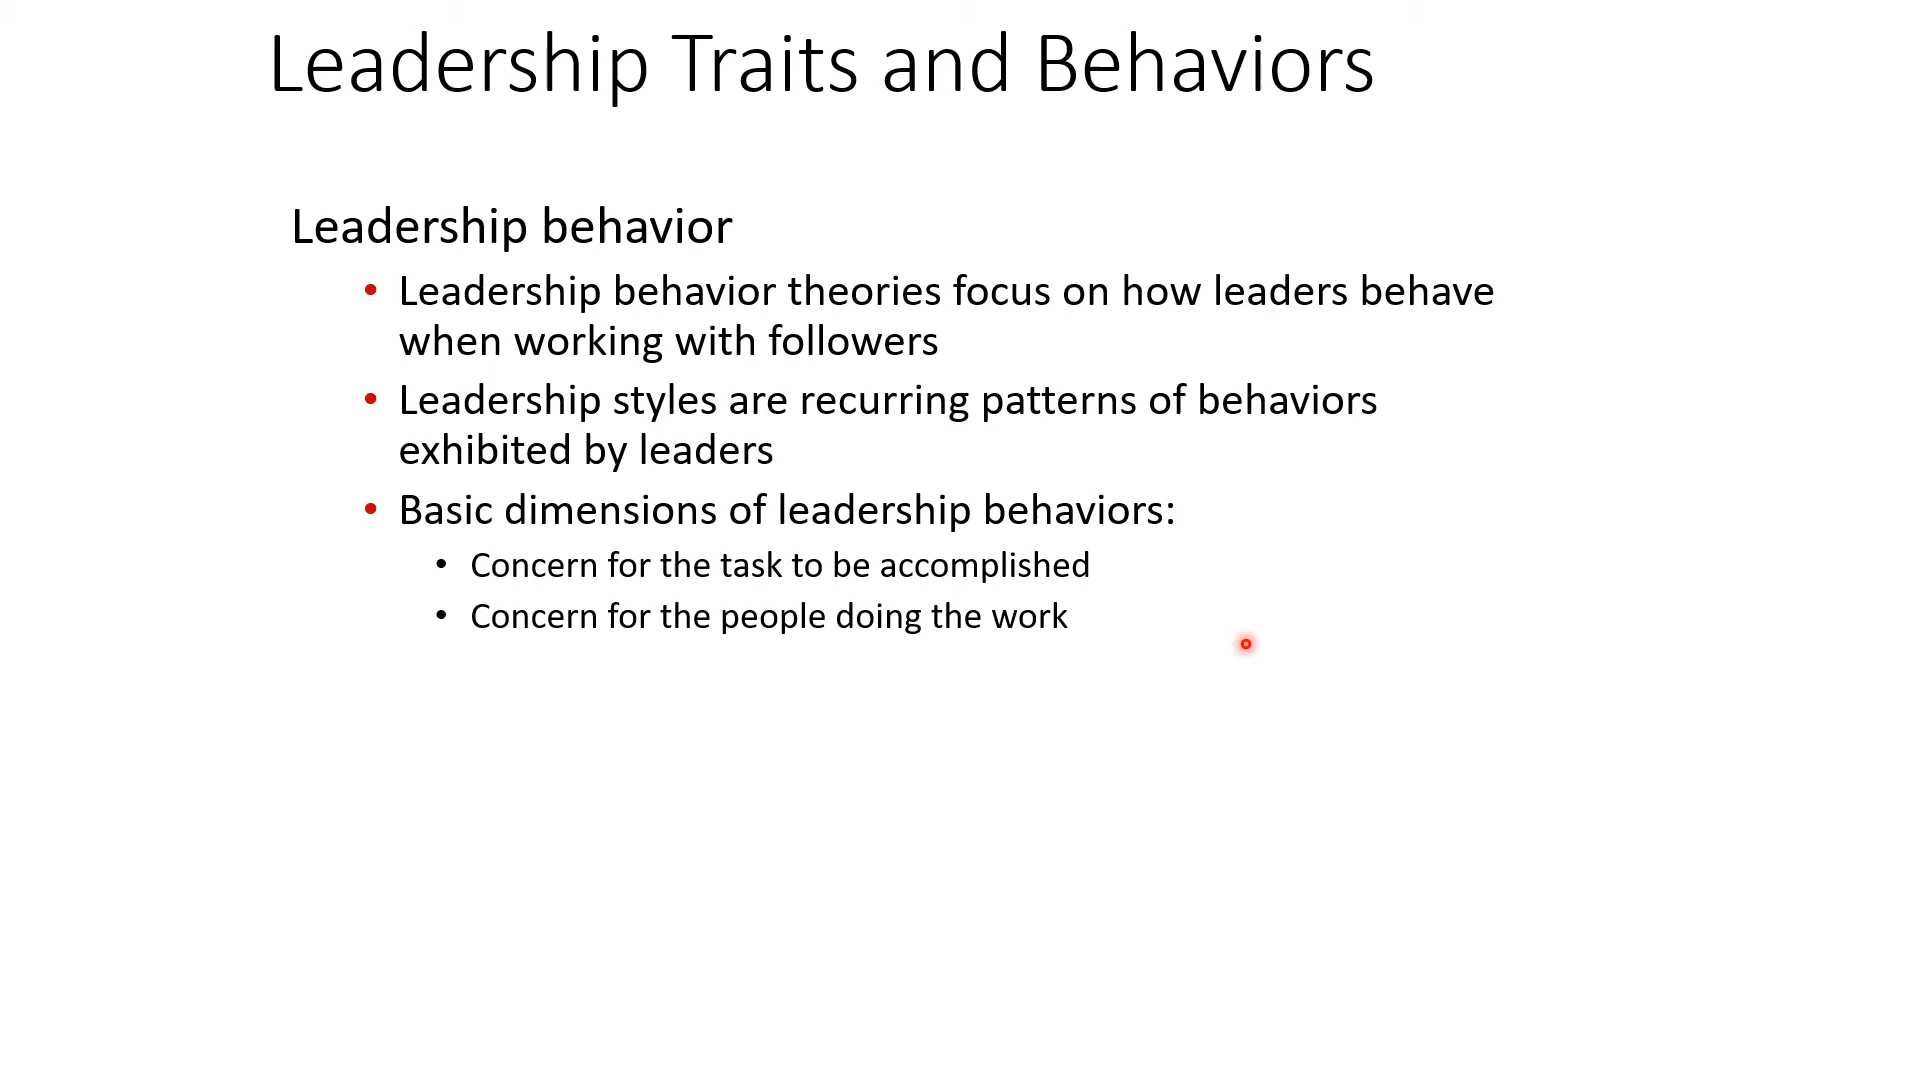 Leadership Traits and Behaviors
Leadership behavior
• Leadership behavior theories focus on how leaders behave
when working with followers
• Leadership styles are recurring patterns of behaviors
exhibited by leaders
• Basic dimensions of leadership behaviors:
• Concern for the task to be accomplished
• Concern for the people doing the work